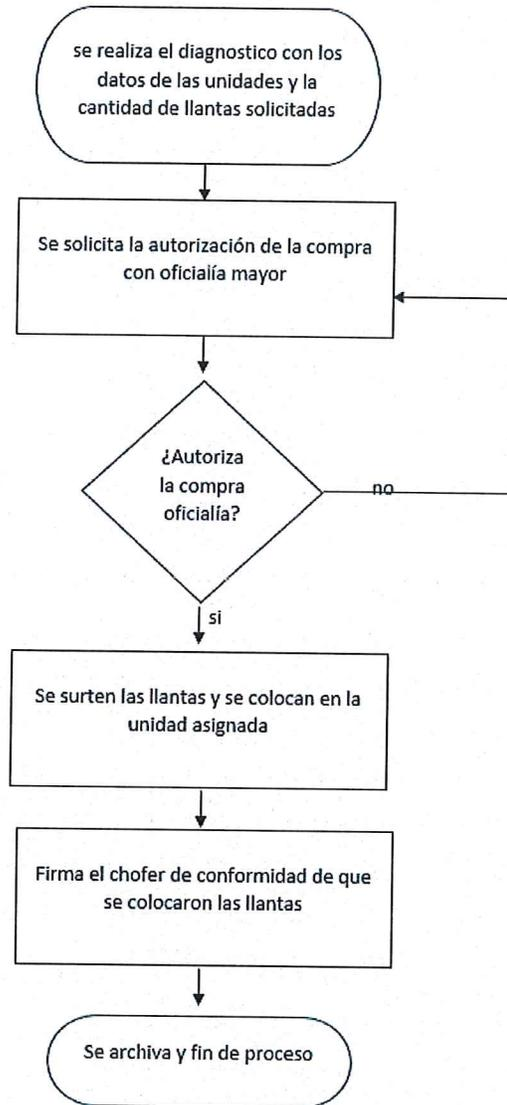 se realiza el diagnostico con los
datos de las unidades y la
cantidad de llantas solicitadas
Se solicita la autorización de la compra
con oficialía mayor
¿Autoriza
la compra
oficialía?
no
si
Se surten las llantas y se colocan en la
unidad asignada
Firma el chofer de conformidad de que
se colocaron las llantas
Se archiva y fin de proceso